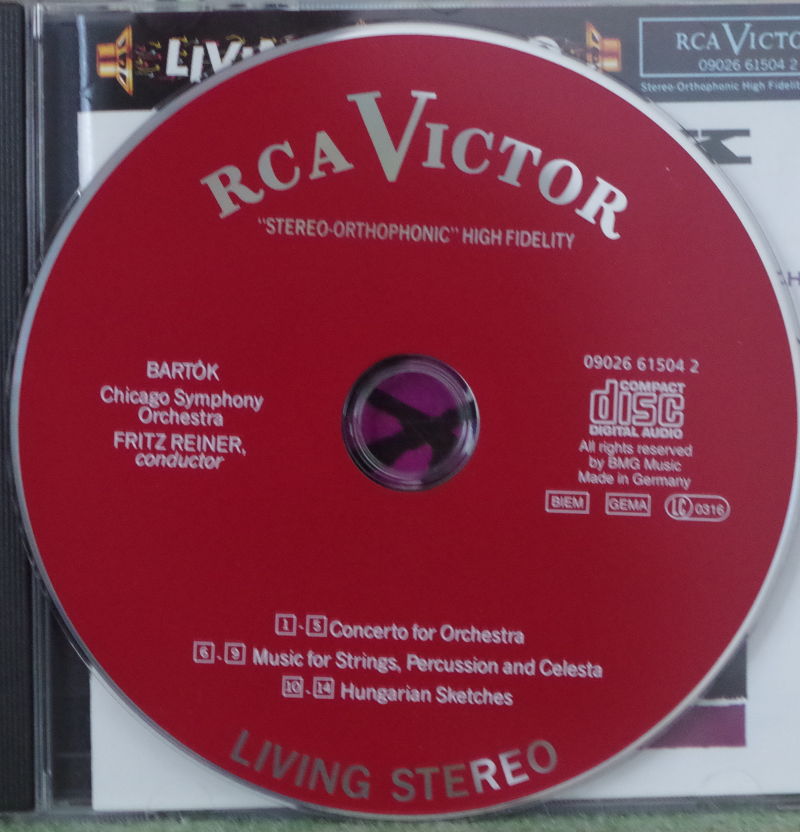 RCA VICTO
09026 61504 2
Stereo-Orthophonic High Fidelit
RCA VICTOR
"STEREO-ORTHOPHONIC" HIGH FIDELITY
BARTÓK
Chicago Symphony
Orchestra
FRITZ REINER,
conductor
09026 61504 2
COMPACT
disc
DIGITAL AUDIO
All rights reserved
by BMG Music
Made in Germany
BIEM GEMA LC 0316
1 - 5 Concerto for Orchestra
6 - 9 Music for Strings, Percussion and Celesta
10 - 14 Hungarian Sketches
LIVING STEREO